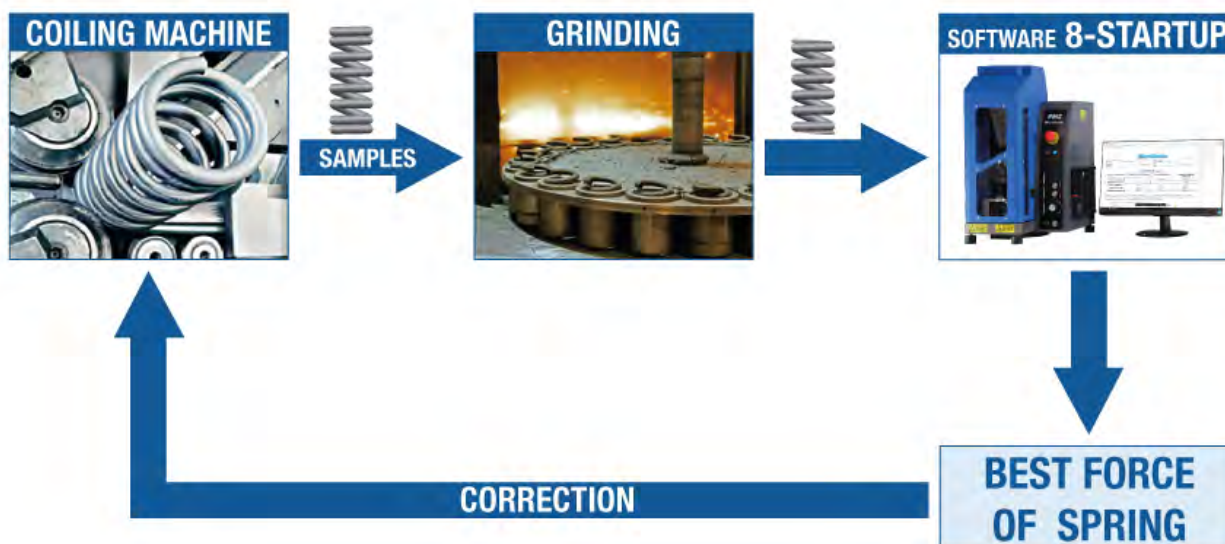 COILING MACHINE
SAMPLES
GRINDING
SOFTWARE 8-STARTUP
BEST FORCE
OF SPRING
CORRECTION